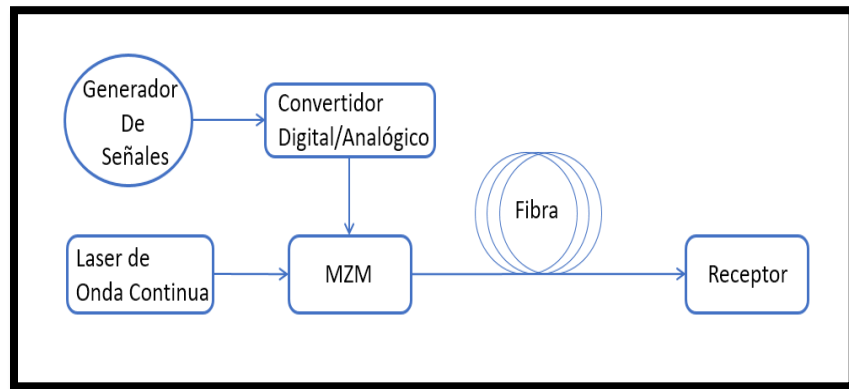 Generador
De
Señales
Convertidor
Digital/Analógico
Fibra
Laser de
Onda Continua
MZM
Receptor